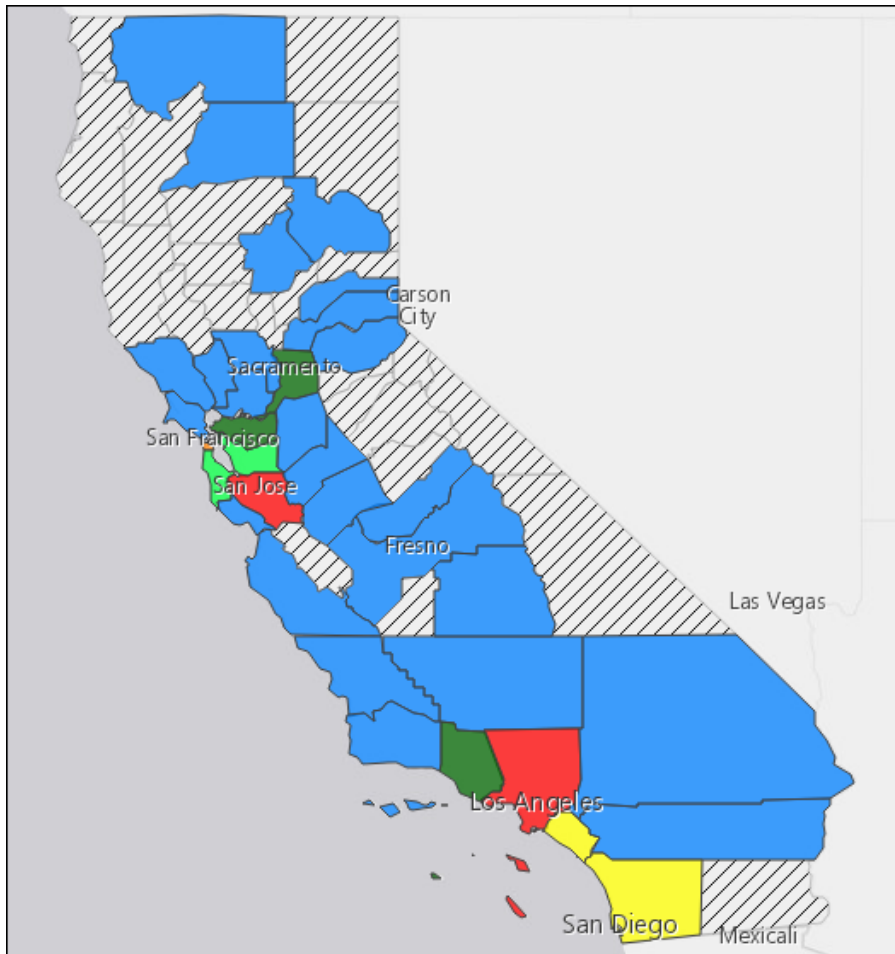 Carson
City
Sacramento
San Francisco
San Jose
Fresno
Las Vegas
Los Angeles
San Diego
Mexicali